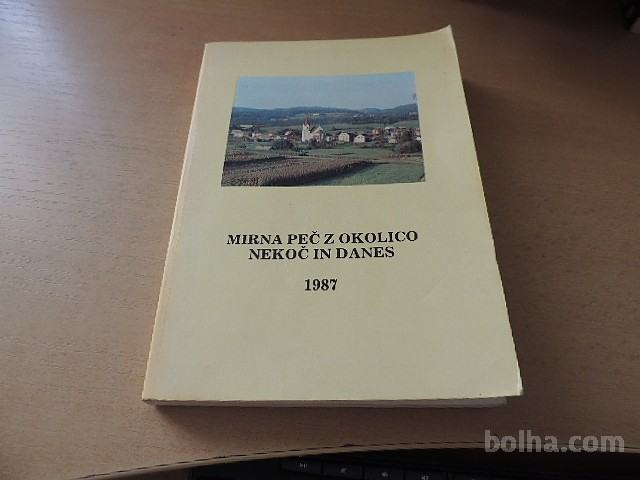 MIRNA PEČ Z OKOLICO
NEKOČ IN DANES
1987
bolha.com